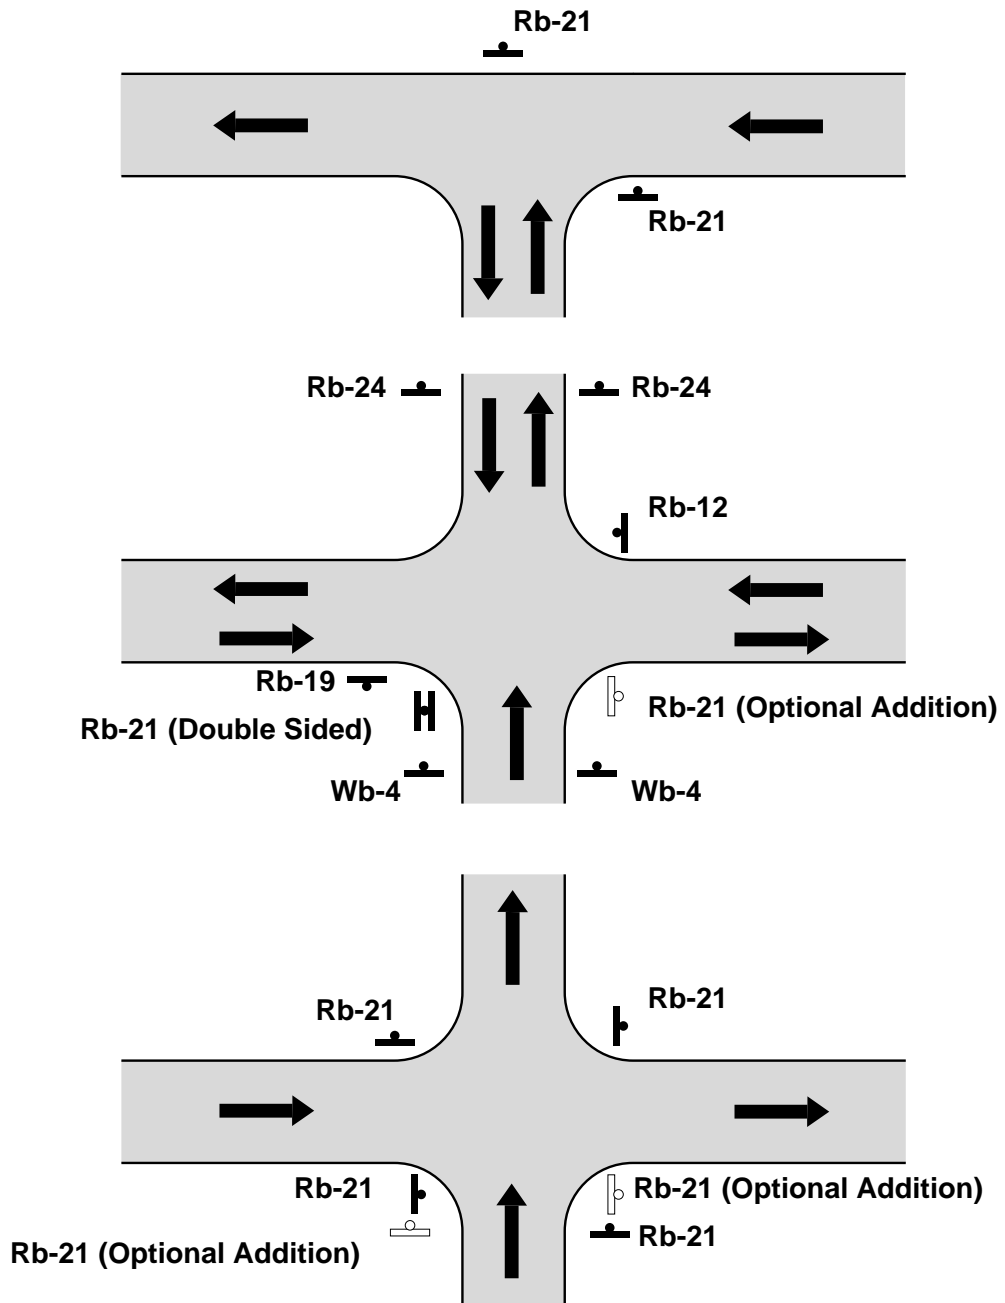 Rb-21
Rb-21
Rb-24
Rb-24
Rb-12
Rb-19
Rb-21 (Optional Addition)
Rb-21 (Double Sided)
Wb-4
Wb-4
Rb-21
Rb-21
Rb-21
Rb-21 (Optional Addition)
Rb-21
Rb-21 (Optional Addition)